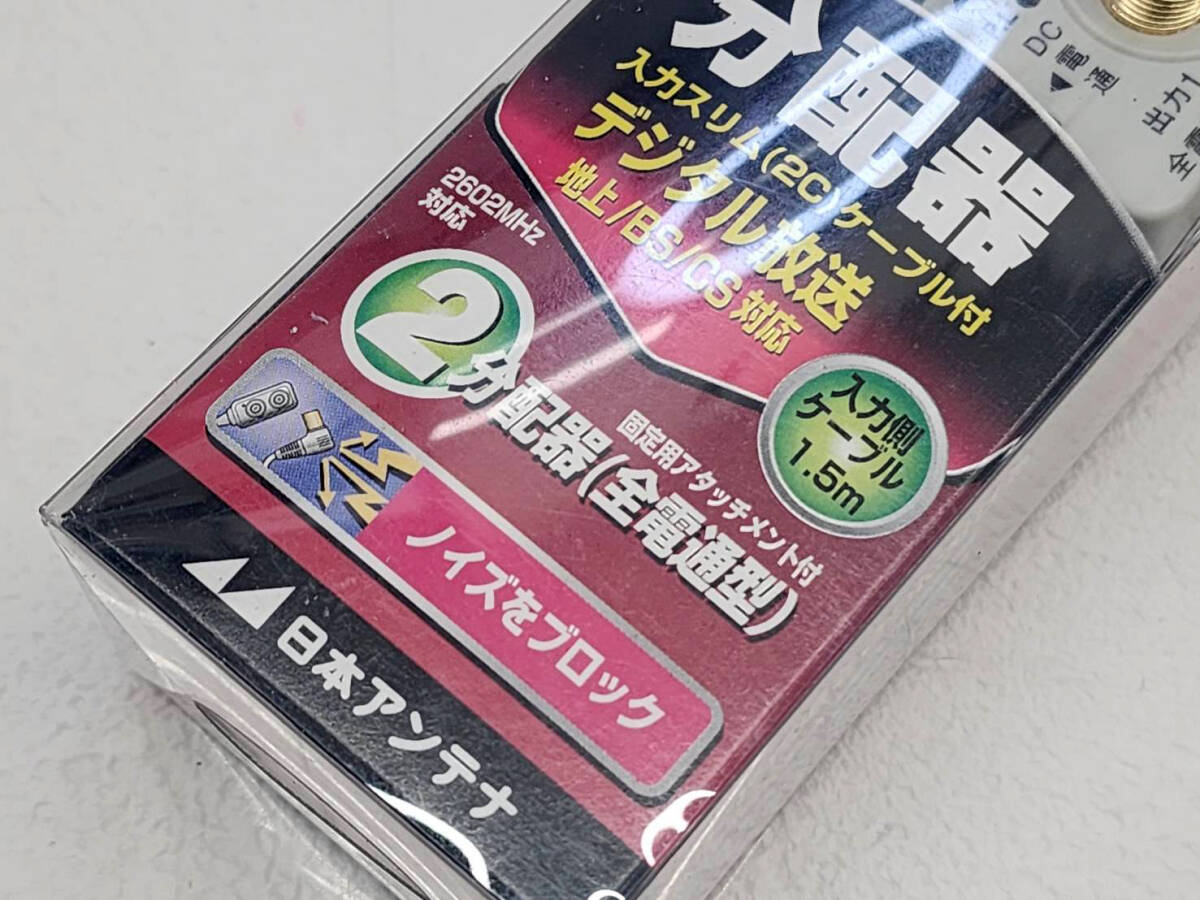 分配器
入力スリム(2C)ケーブル付
デジタル放送
地上/BS/CS対応
2602MHz
対応
2分配器(全電通型)
固定用アタッチメント付
入力側
ケーブル
1.5m
ノイズをブロック
日本アンテナ
DC
電通
出力1
全電